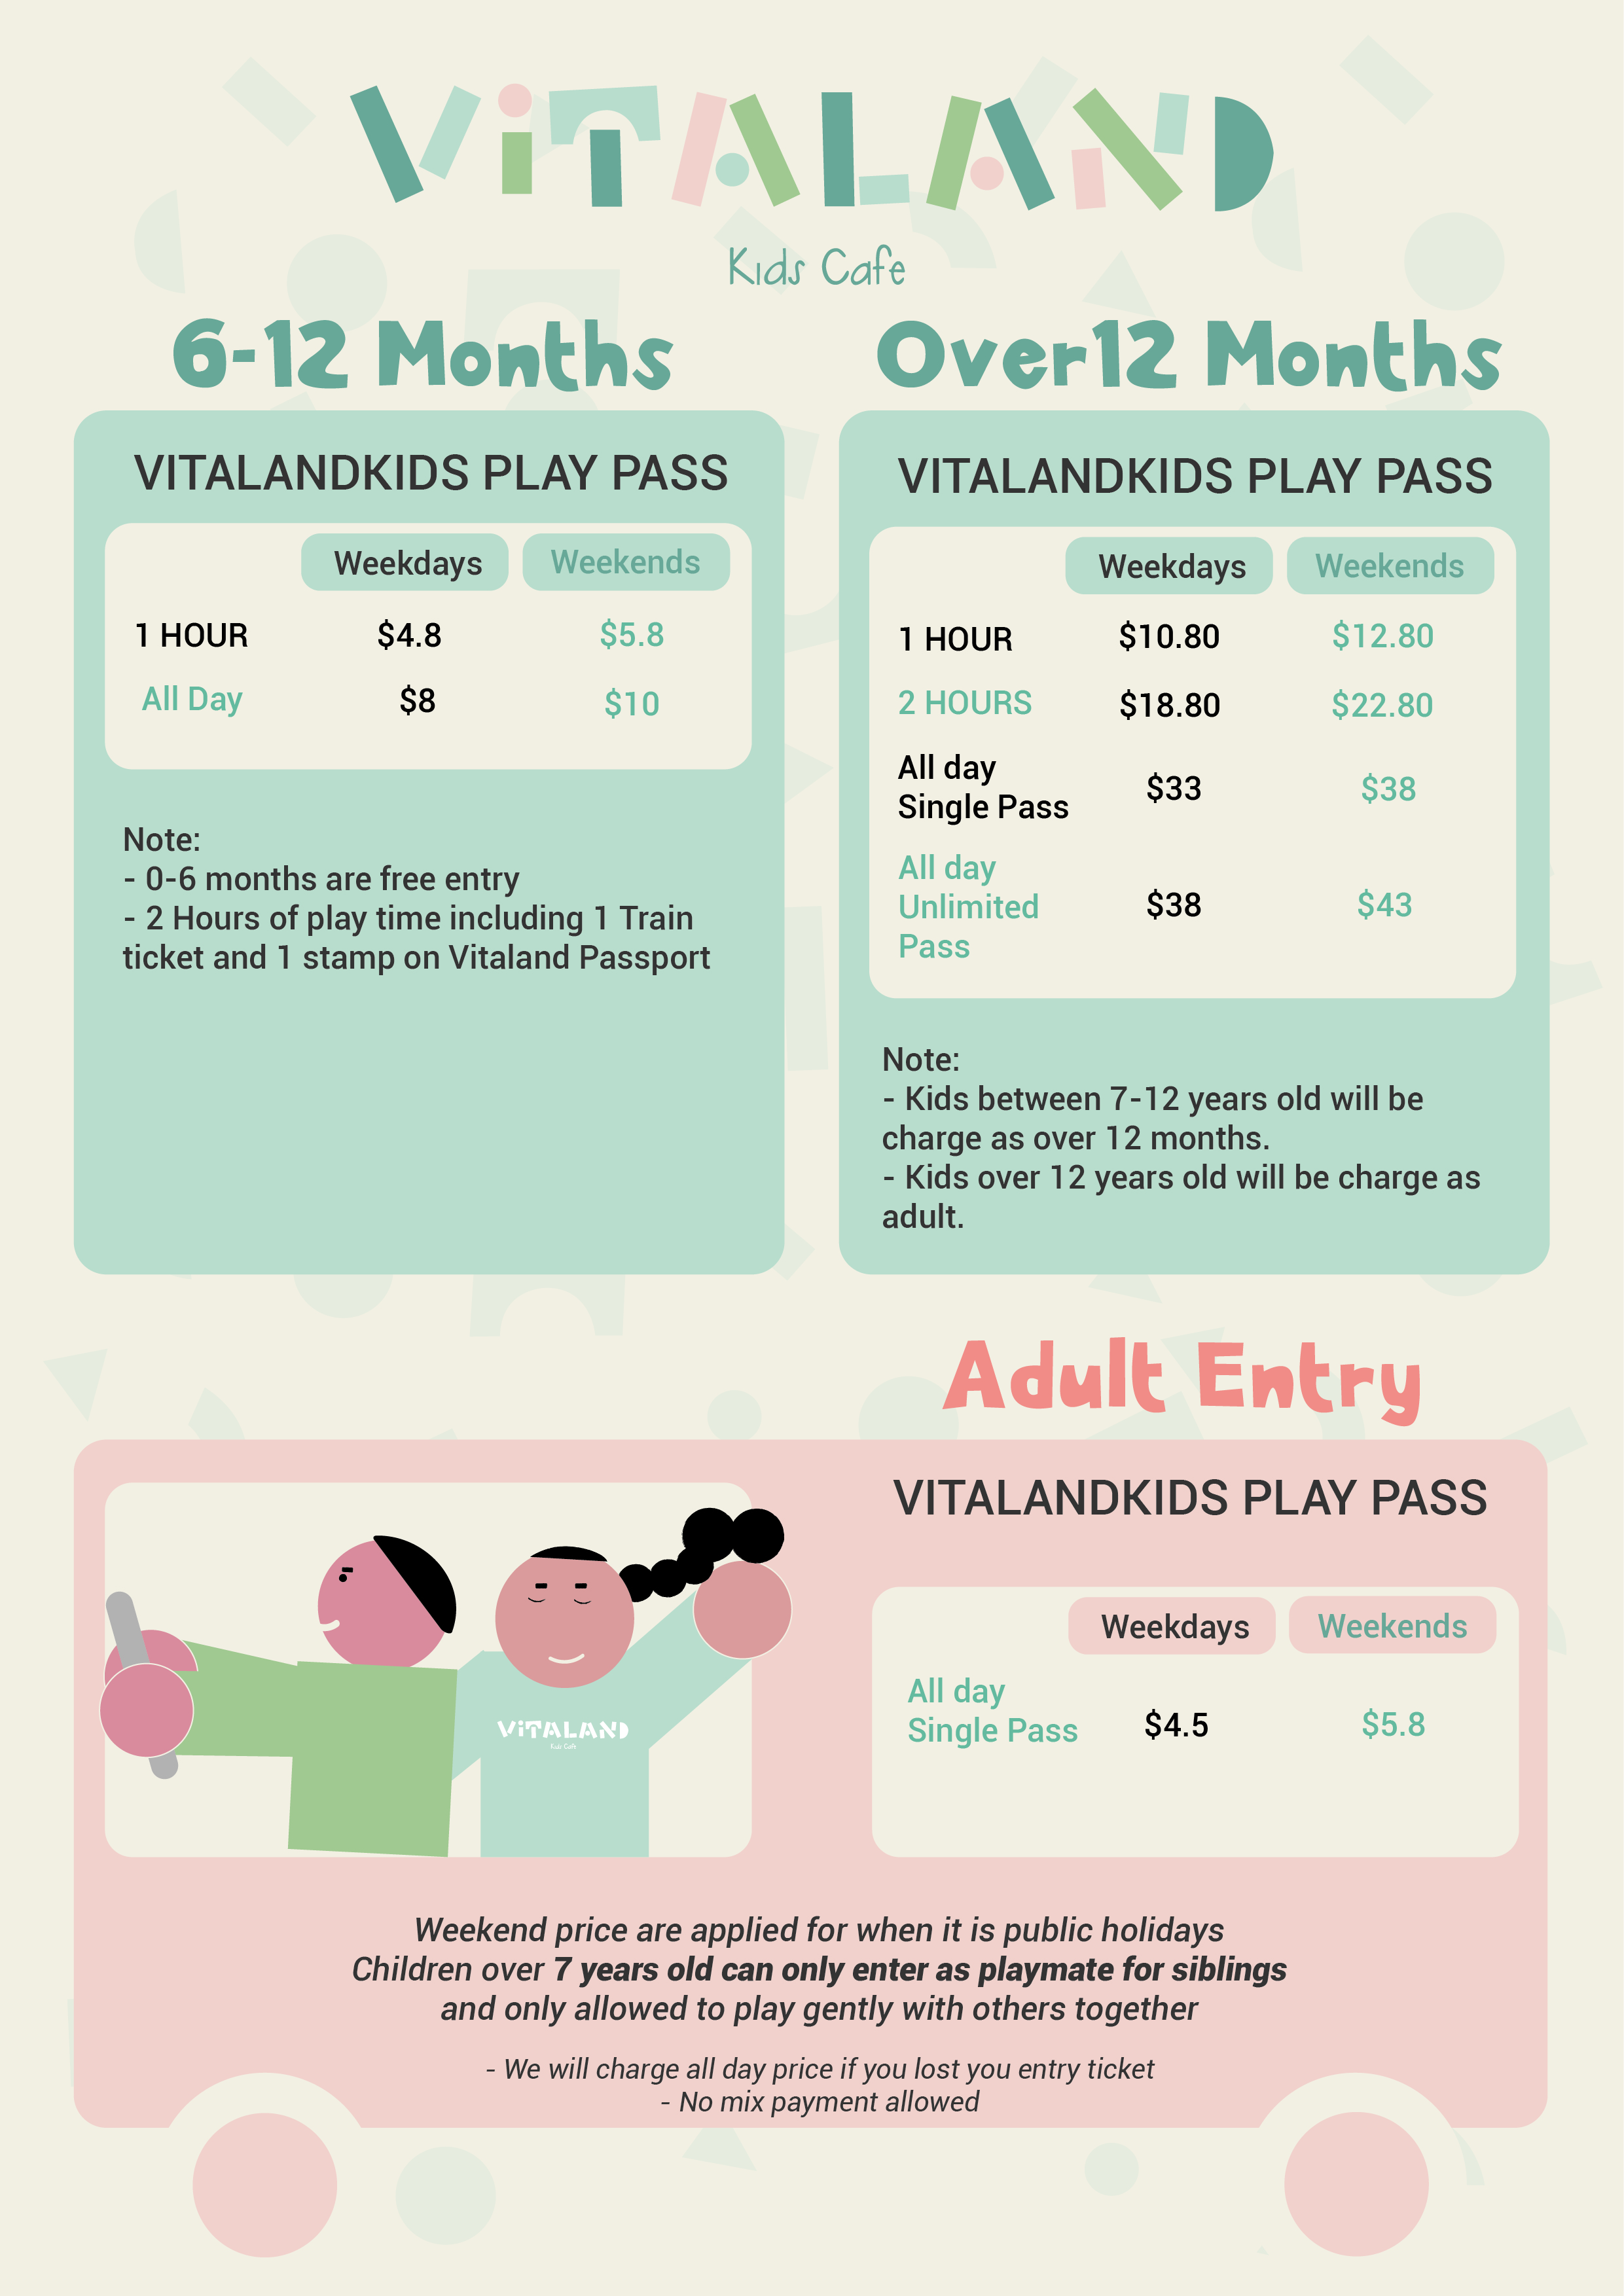 ViTALAND
Kids Cafe
6-12 Months
VITALANDKIDS PLAY PASS
Weekdays Weekends
1 HOUR $4.8 $5.8
All Day $8 $10
Note:
- 0-6 months are free entry
- 2 Hours of play time including 1 Train
ticket and 1 stamp on Vitaland Passport
Over12 Months
VITALANDKIDS PLAY PASS
Weekdays Weekends
1 HOUR $10.80 $12.80
2 HOURS $18.80 $22.80
All day
Single Pass $33 $38
All day
Unlimited $38 $43
Pass
Note:
- Kids between 7-12 years old will be
charge as over 12 months.
- Kids over 12 years old will be charge as
adult.
Adult Entry
VITALANDKIDS PLAY PASS
Weekdays Weekends
All day
Single Pass $4.5 $5.8
ViTALAND
Kids Cafe
Weekend price are applied for when it is public holidays
Children over 7 years old can only enter as playmate for siblings
and only allowed to play gently with others together
- We will charge all day price if you lost you entry ticket
- No mix payment allowed